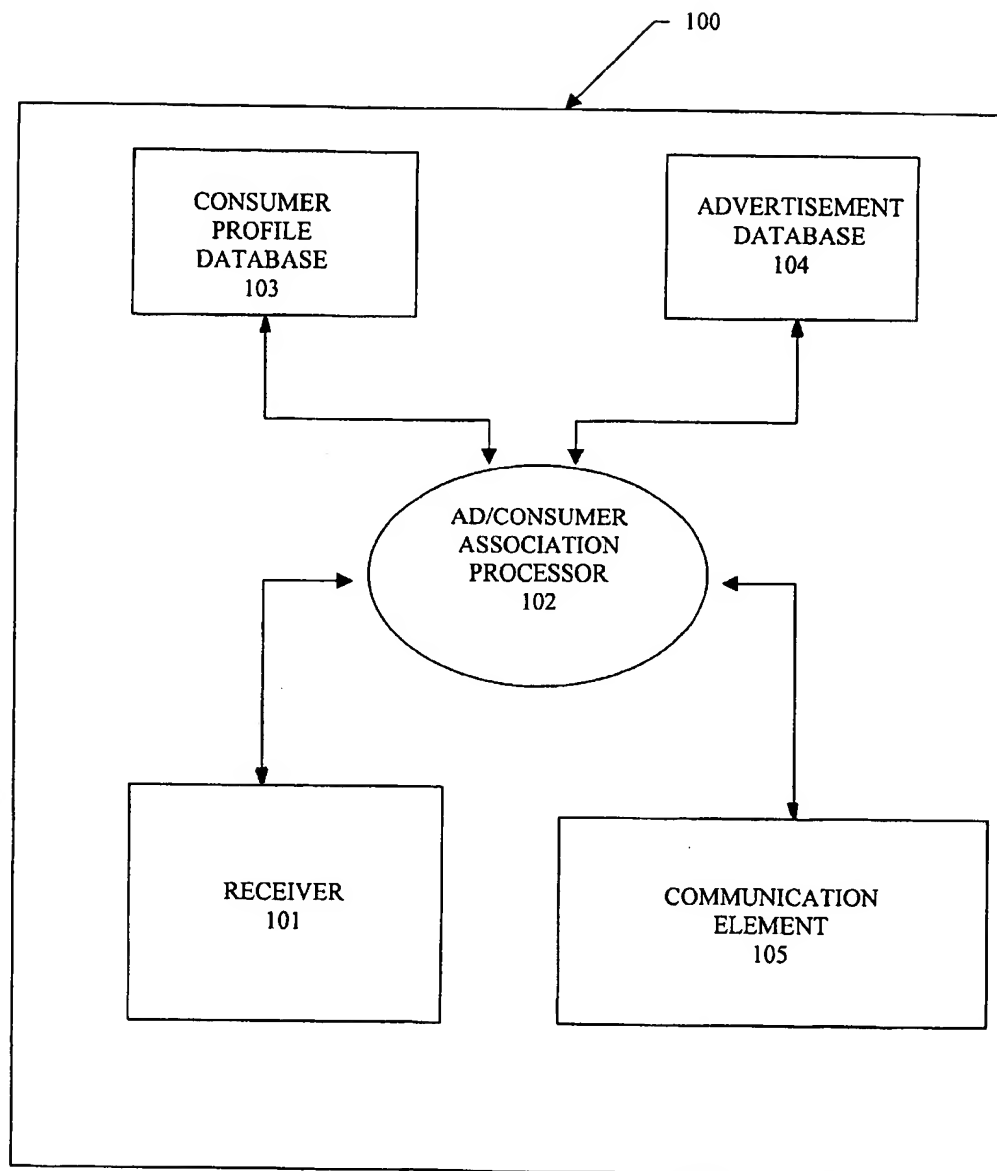 100
CONSUMER
PROFILE
DATABASE
103
ADVERTISEMENT
DATABASE
104
AD/CONSUMER
ASSOCIATION
PROCESSOR
102
RECEIVER
101
COMMUNICATION
ELEMENT
105